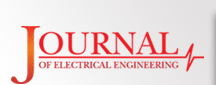 JOURNAL
OF ELECTRICAL ENGINEERING